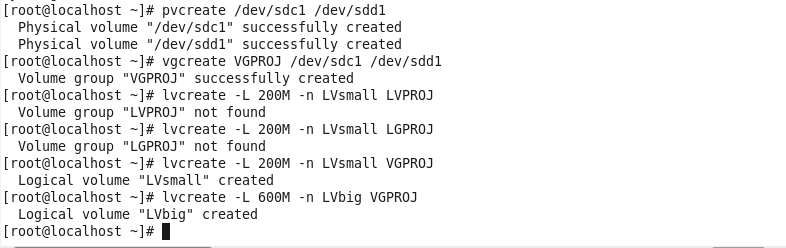 [root@localhost ~]# pvcreate /dev/sdc1 /dev/sdd1
  Physical volume "/dev/sdc1" successfully created
  Physical volume "/dev/sdd1" successfully created
[root@localhost ~]# vgcreate VGPROJ /dev/sdc1 /dev/sdd1
  Volume group "VGPROJ" successfully created
[root@localhost ~]# lvcreate -L 200M -n LVsmall LVPROJ
  Volume group "LVPROJ" not found
[root@localhost ~]# lvcreate -L 200M -n LVsmall LGPROJ
  Volume group "LGPROJ" not found
[root@localhost ~]# lvcreate -L 200M -n LVsmall VGPROJ
  Logical volume "LVsmall" created
[root@localhost ~]# lvcreate -L 600M -n LVbig VGPROJ
  Logical volume "LVbig" created
[root@localhost ~]#